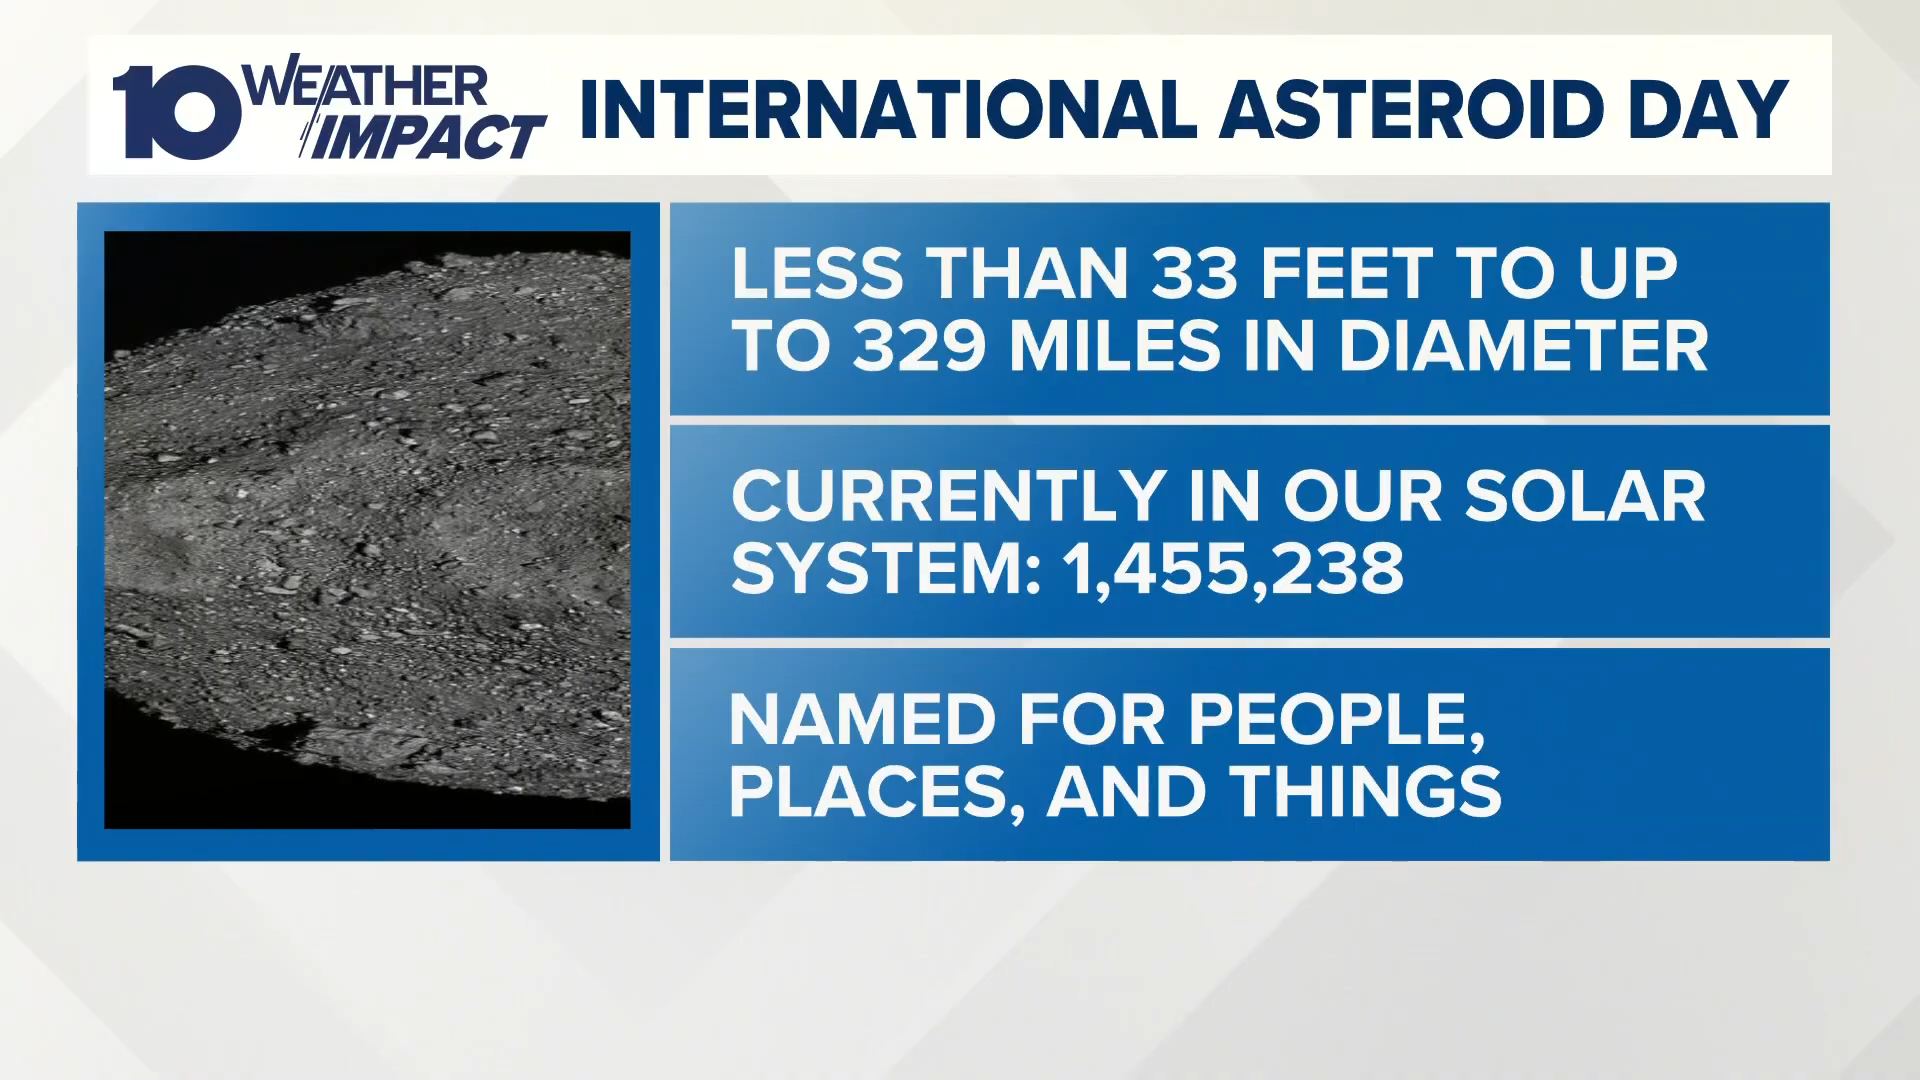 10 WEATHER IMPACT
INTERNATIONAL ASTEROID DAY
LESS THAN 33 FEET TO UP
TO 329 MILES IN DIAMETER
CURRENTLY IN OUR SOLAR
SYSTEM: 1,455,238
NAMED FOR PEOPLE,
PLACES, AND THINGS